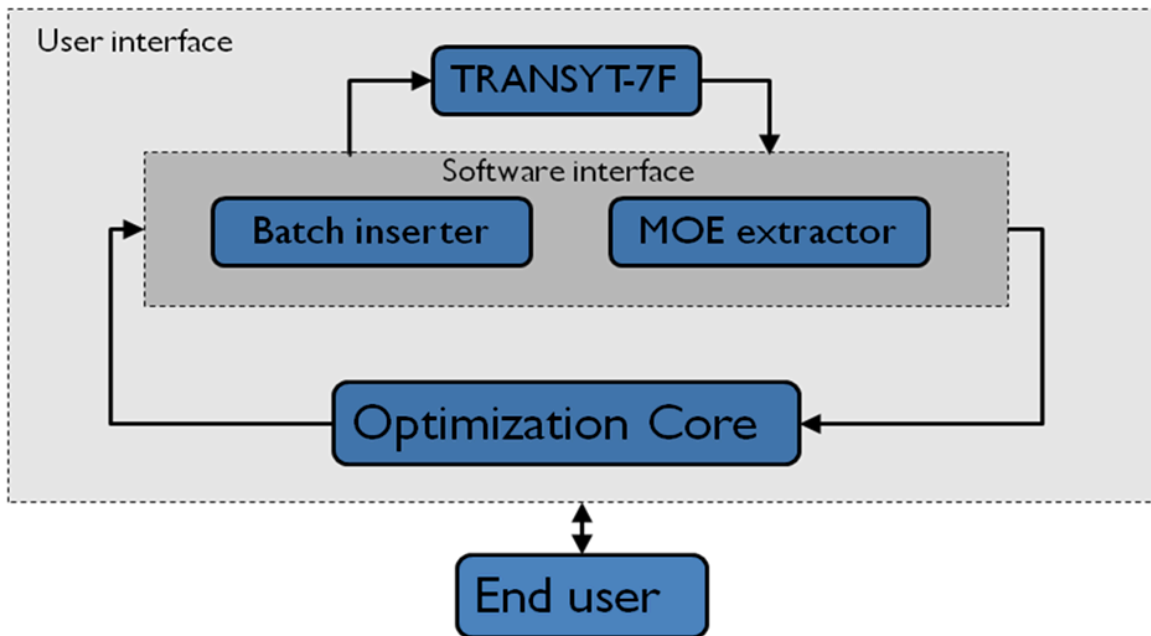 User interface
TRANSYT-7F
Software interface
Batch inserter
MOE extractor
Optimization Core
End user